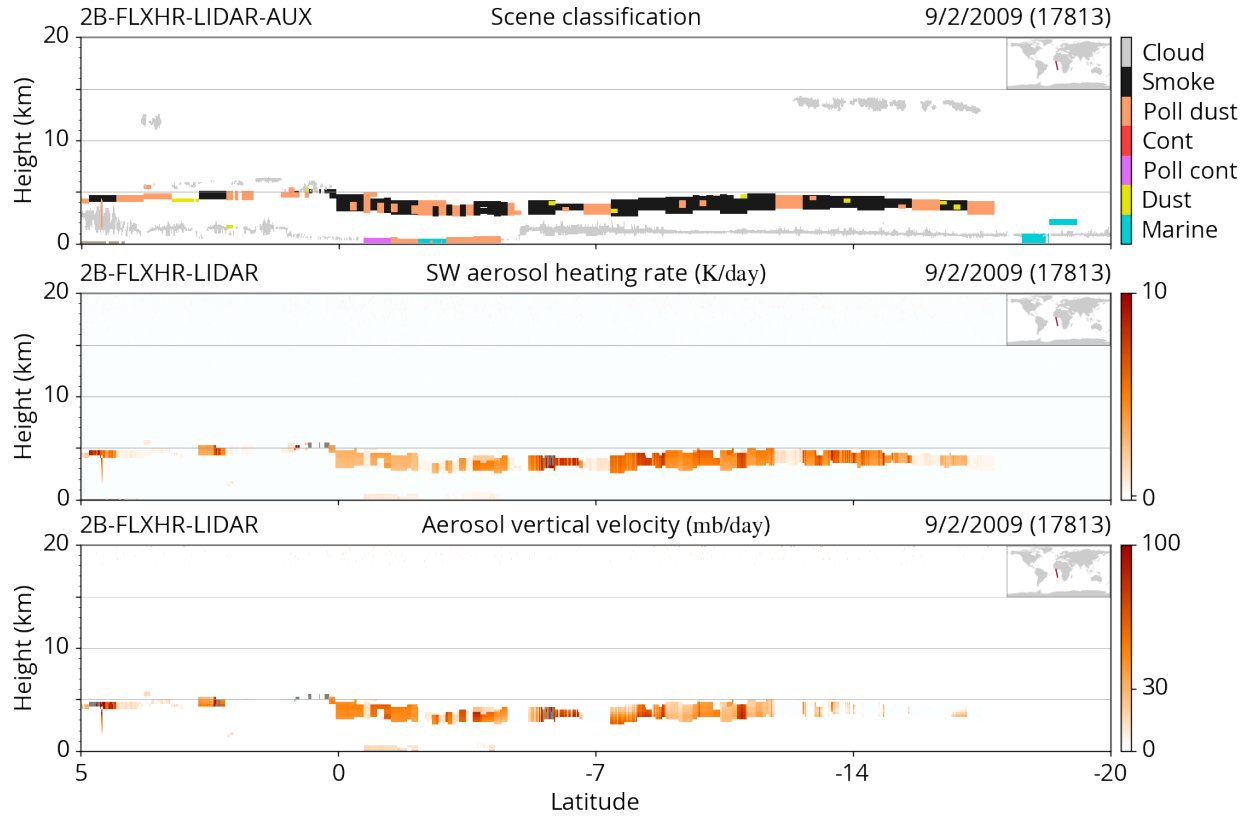 2B-FLXHR-LIDAR-AUX Scene classification 9/2/2009 (17813)
20
10
0
Height (km)
Cloud
Smoke
Poll dust
Cont
Poll cont
Dust
Marine
2B-FLXHR-LIDAR SW aerosol heating rate (K/day) 9/2/2009 (17813)
20
10
0
Height (km)
10
0
2B-FLXHR-LIDAR Aerosol vertical velocity (mb/day) 9/2/2009 (17813)
20
10
0
Height (km)
100
30
0
5 0 -7 -14 -20
Latitude